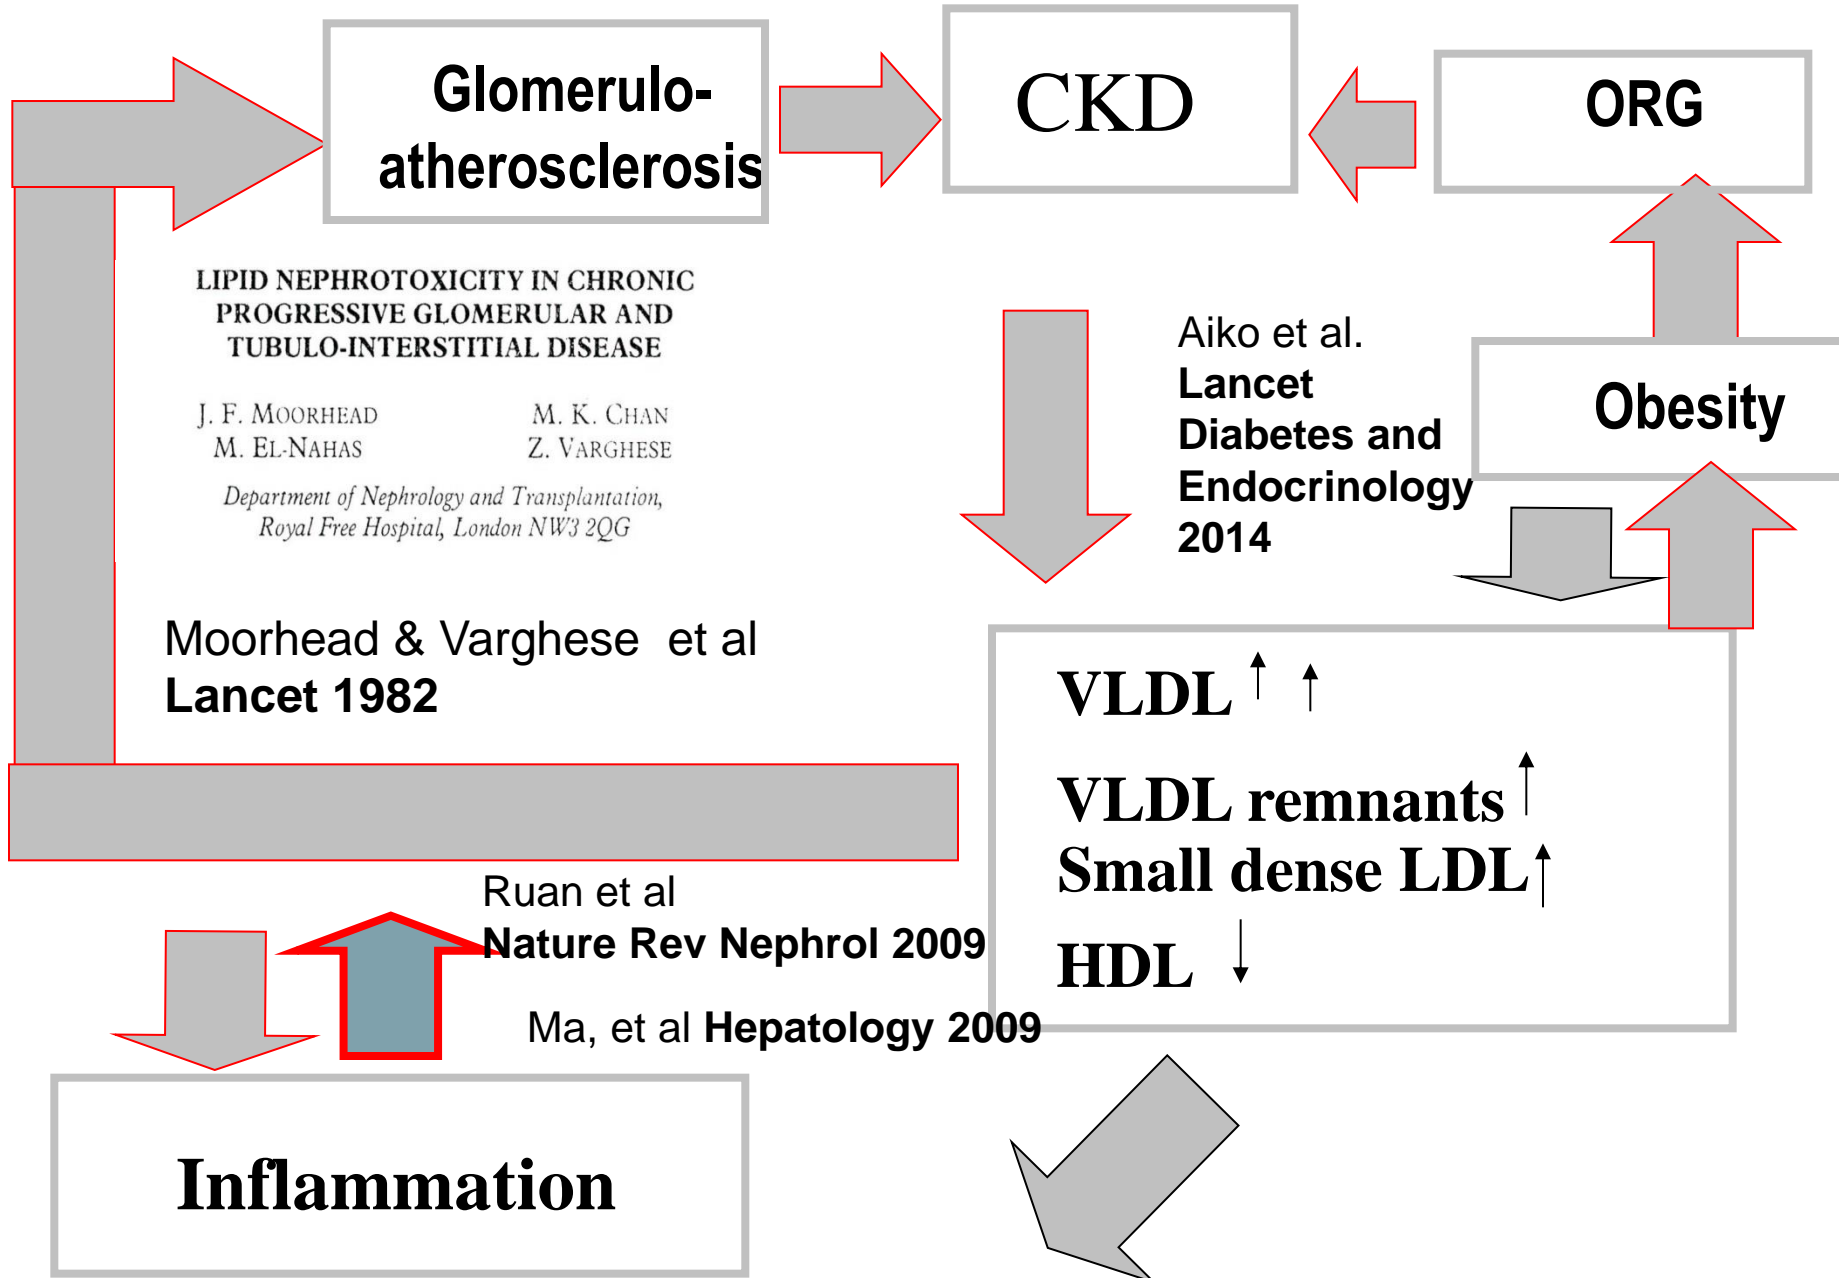 Glomerulo-
atherosclerosis
CKD
ORG
LIPID NEPHROTOXICITY IN CHRONIC
PROGRESSIVE GLOMERULAR AND
TUBULO-INTERSTITIAL DISEASE
J. F. MOORHEAD M. K. CHAN
M. EL-NAHAS Z. VARGHESE
Department of Nephrology and Transplantation,
Royal Free Hospital, London NW3 2QG
Moorhead & Varghese et al
Lancet 1982
Aiko et al.
Lancet
Diabetes and
Endocrinology
2014
Obesity
VLDL ↑ ↑
VLDL remnants ↑
Small dense LDL ↑
HDL ↓
Ruan et al
Nature Rev Nephrol 2009
Ma, et al Hepatology 2009
Inflammation